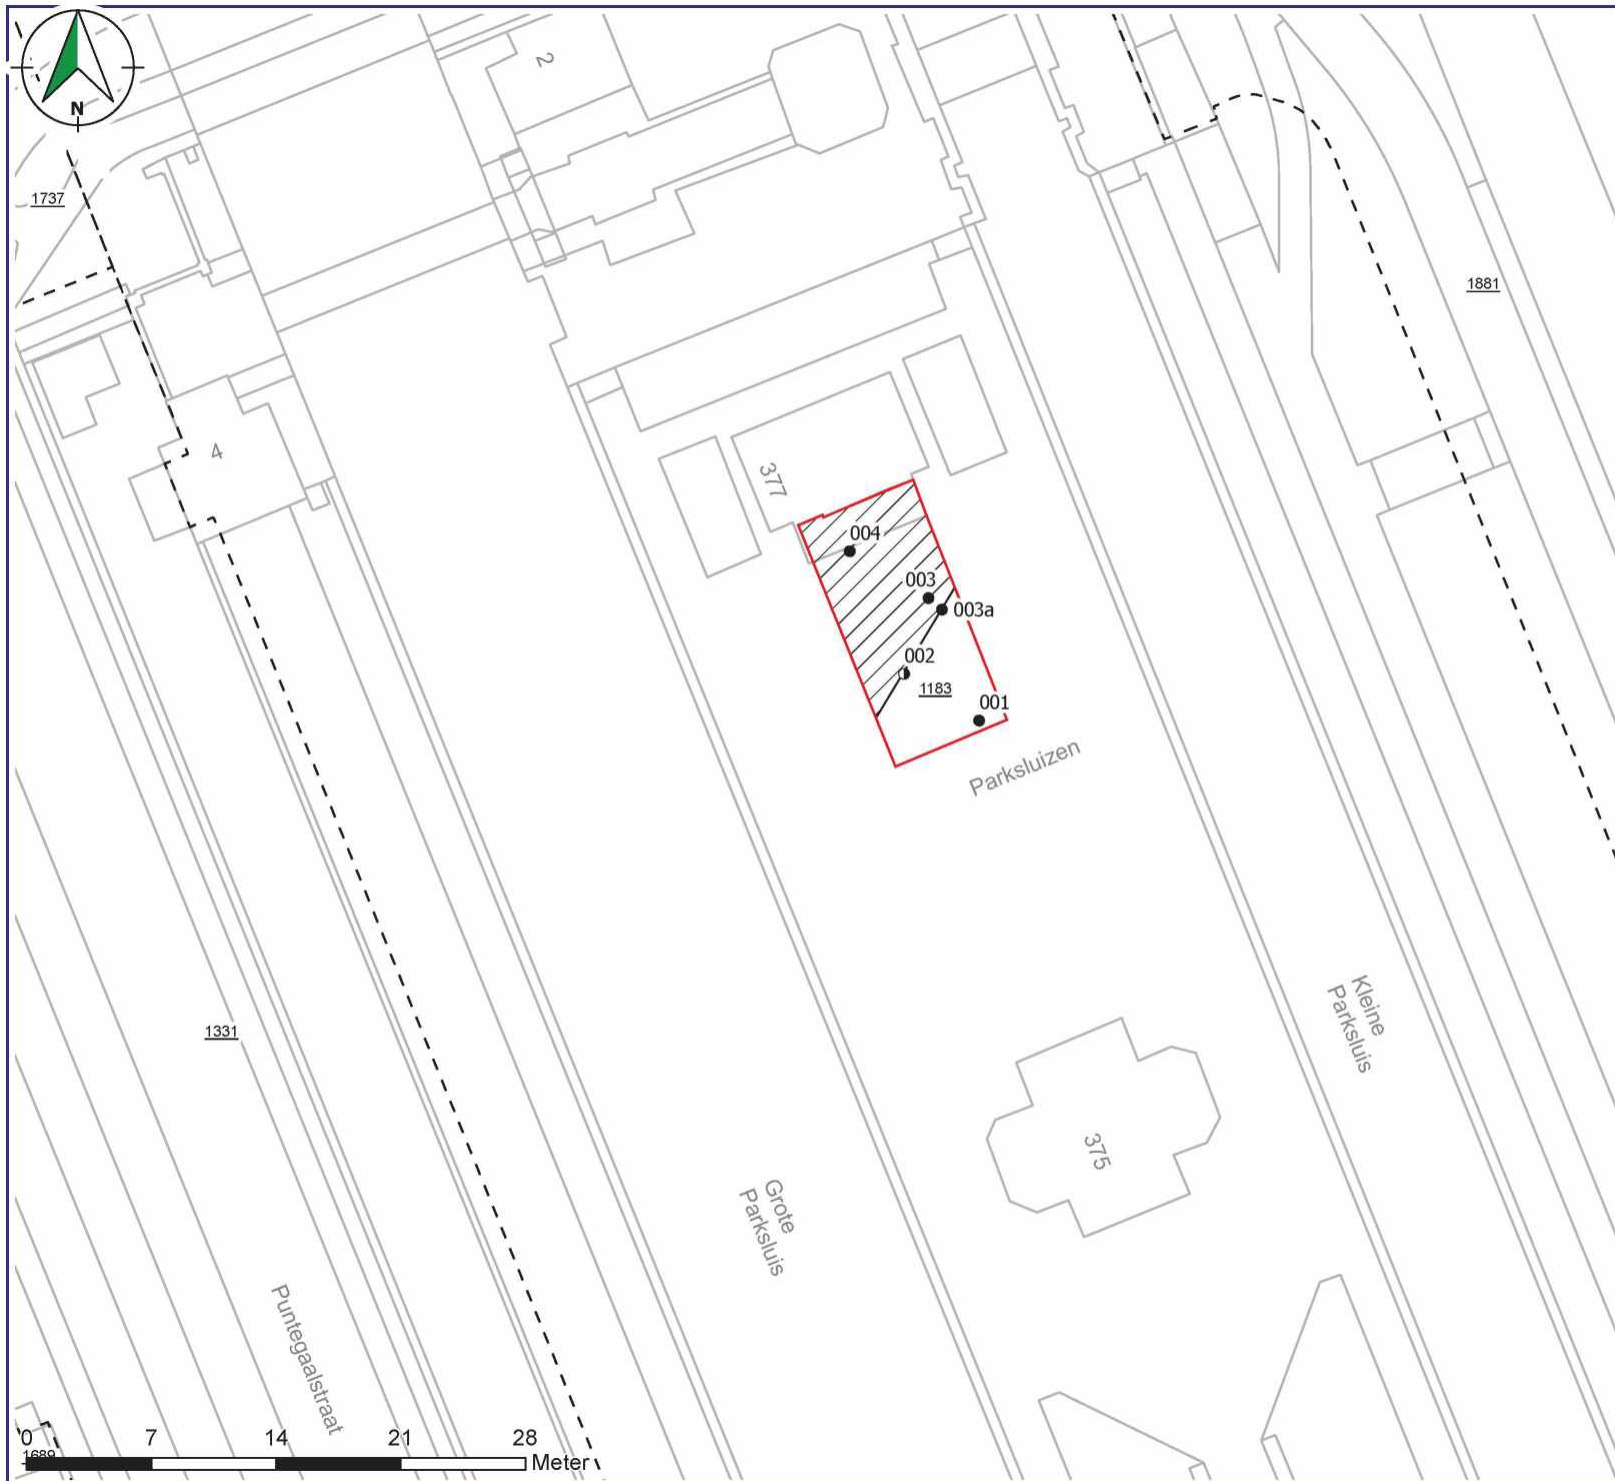 N
2
1737
1881
4
377
004
003
003a
002
1183
001
Parksluizen
Kleine
Parksluis
1331
375
Grote
Parksluis
Puntegaalstraat
0 7 14 21 28
Meter
1689